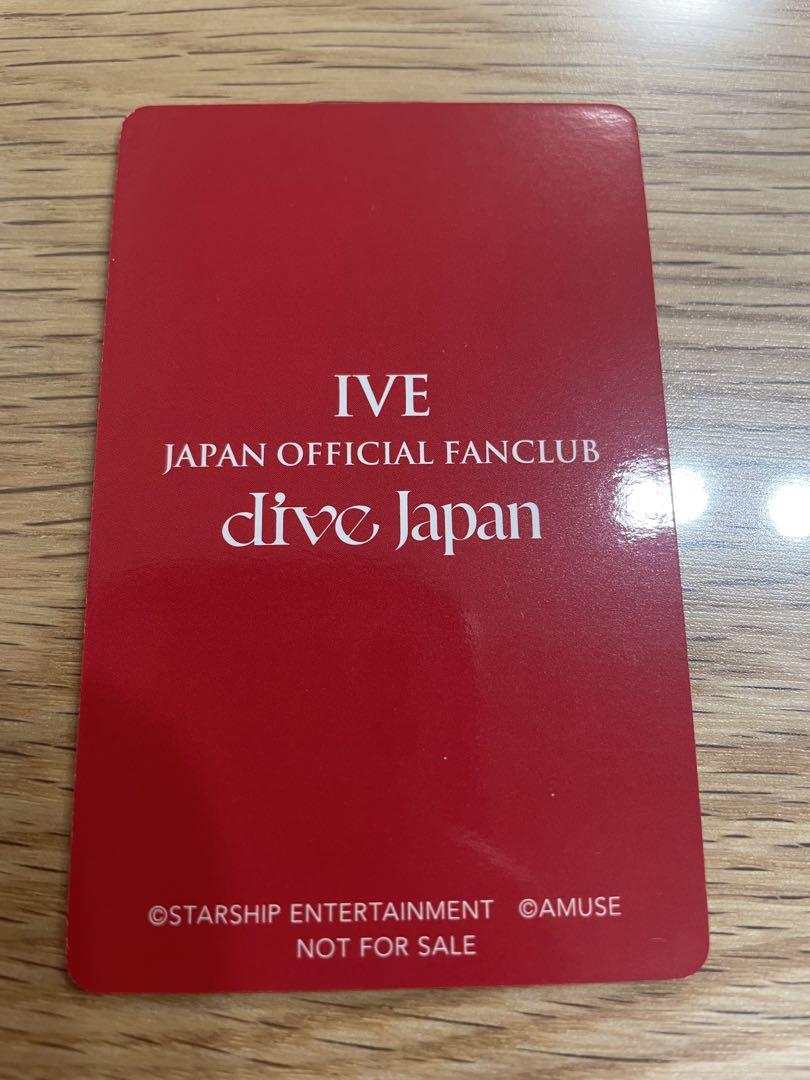 IVE
JAPAN OFFICIAL FANCLUB
dive Japan
©STARSHIP ENTERTAINMENT ©AMUSE
NOT FOR SALE